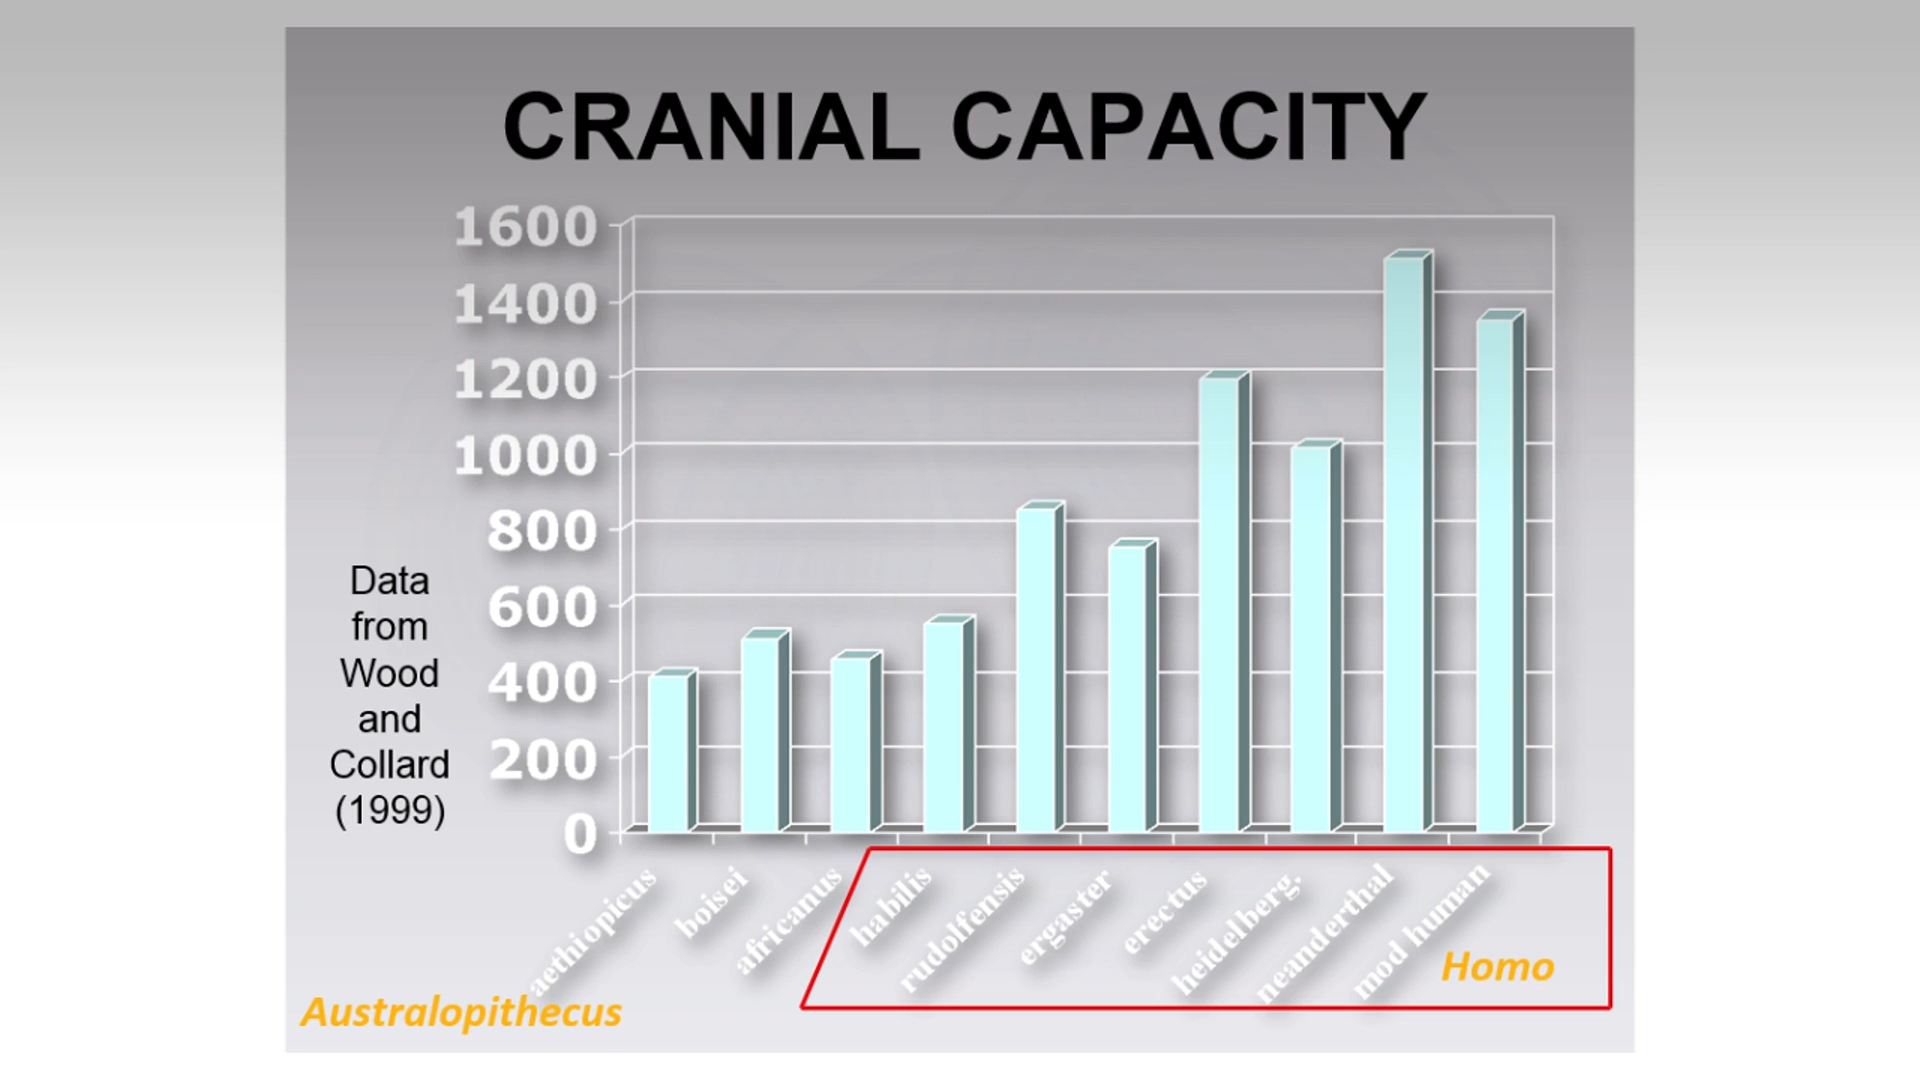 CRANIAL CAPACITY
1600
1400
1200
1000
800
600
400
200
0
Data
from
Wood
and
Collard
(1999)
aethiopicus
boisei
africanus
habilis
rudolfensis
ergaster
erectus
heidelberg.
neanderthal
mod human
Homo
Australopithecus